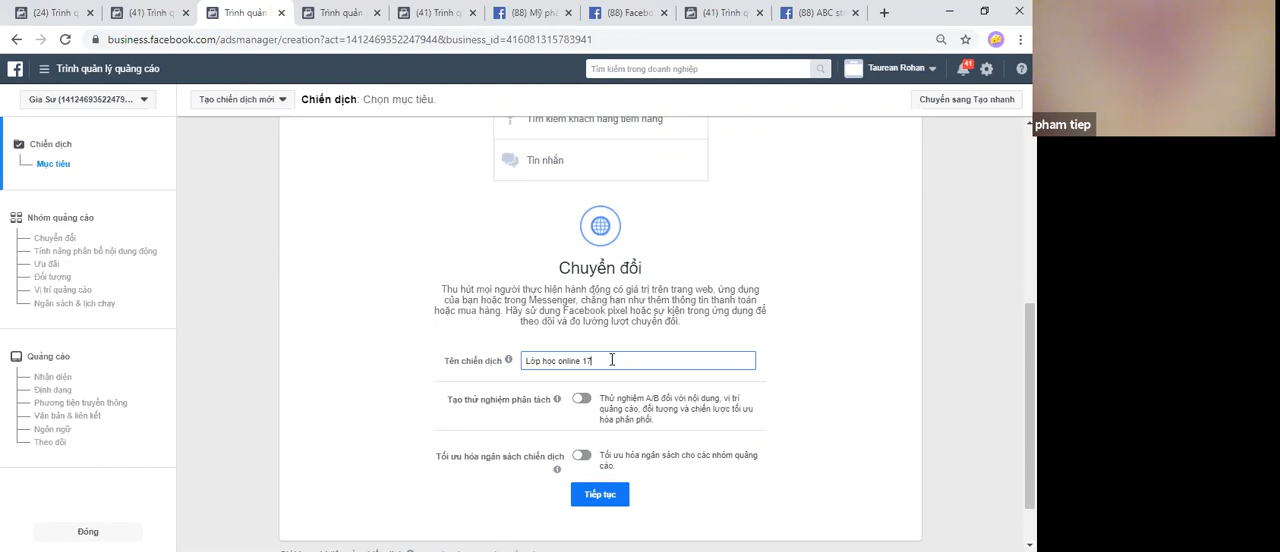 (24) Trình qu
(41) Trình qu
Trình quản
Trình quản
(41) Trình c
(88) Mỹ ph
(88) Faceb
(41) Trình c
(88) ABC st
business.facebook.com/adsmanager/creation?act=1412469352247944&business_id=416081315783941
Trình quản lý quảng cáo
Tìm kiếm trong doanh nghiệp
Taurean Rohan
41
Gia Sư (14124693522479...
Tạo chiến dịch mới
Chiến dịch: Chọn mục tiêu.
Chuyển sang Tạo nhanh
pham tiep
Chiến dịch
Mục tiêu
Nhóm quảng cáo
Chuyển đổi
Tính năng phân bổ nội dung động
Ưu đãi
Đối tượng
Vị trí quảng cáo
Ngân sách & lịch chạy
Quảng cáo
Nhận diện
Định dạng
Phương tiện truyền thông
Văn bản & liên kết
Ngôn ngữ
Theo dõi
Đóng
Tìm kiếm khách hàng tiềm năng
Tin nhắn
Chuyển đổi
Thu hút mọi người thực hiện hành động có giá trị trên trang web, ứng dụng
của bạn hoặc trong Messenger, chẳng hạn như thêm thông tin thanh toán
hoặc mua hàng. Hãy sử dụng Facebook pixel hoặc sự kiện trong ứng dụng để
theo dõi và đo lường lượt chuyển đổi.
Tên chiến dịch
Lớp học online 17
Tạo thử nghiệm phân tách
Thử nghiệm A/B đối với nội dung, vị trí
quảng cáo, đối tượng và chiến lược tối ưu
hóa phân phối.
Tối ưu hóa ngân sách chiến dịch
Tối ưu hóa ngân sách cho các nhóm quảng
cáo.
Tiếp tục